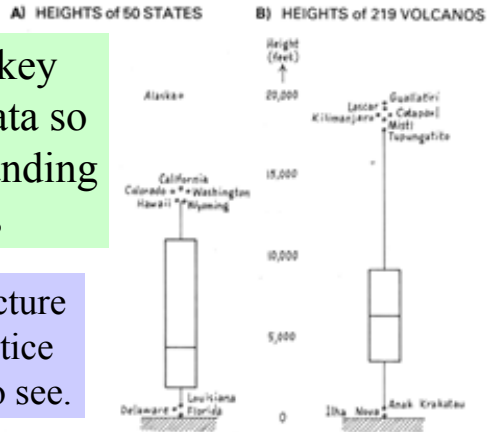 A) HEIGHTS of 50 STATES
B) HEIGHTS of 219 VOLCANOS
key
ata so
anding
cture
tice
o see.
Height
(feet)
20,000
15,000
10,000
5,000
0
Alaska
California
Colorado
Washington
Hawaii
Wyoming
Louisiana
Delaware
Florida
Guallatiri
Lascar
Cotopaxi
Kilimanjaro
Misti
Tupungatito
Anak Krakatau
Ilha Nova